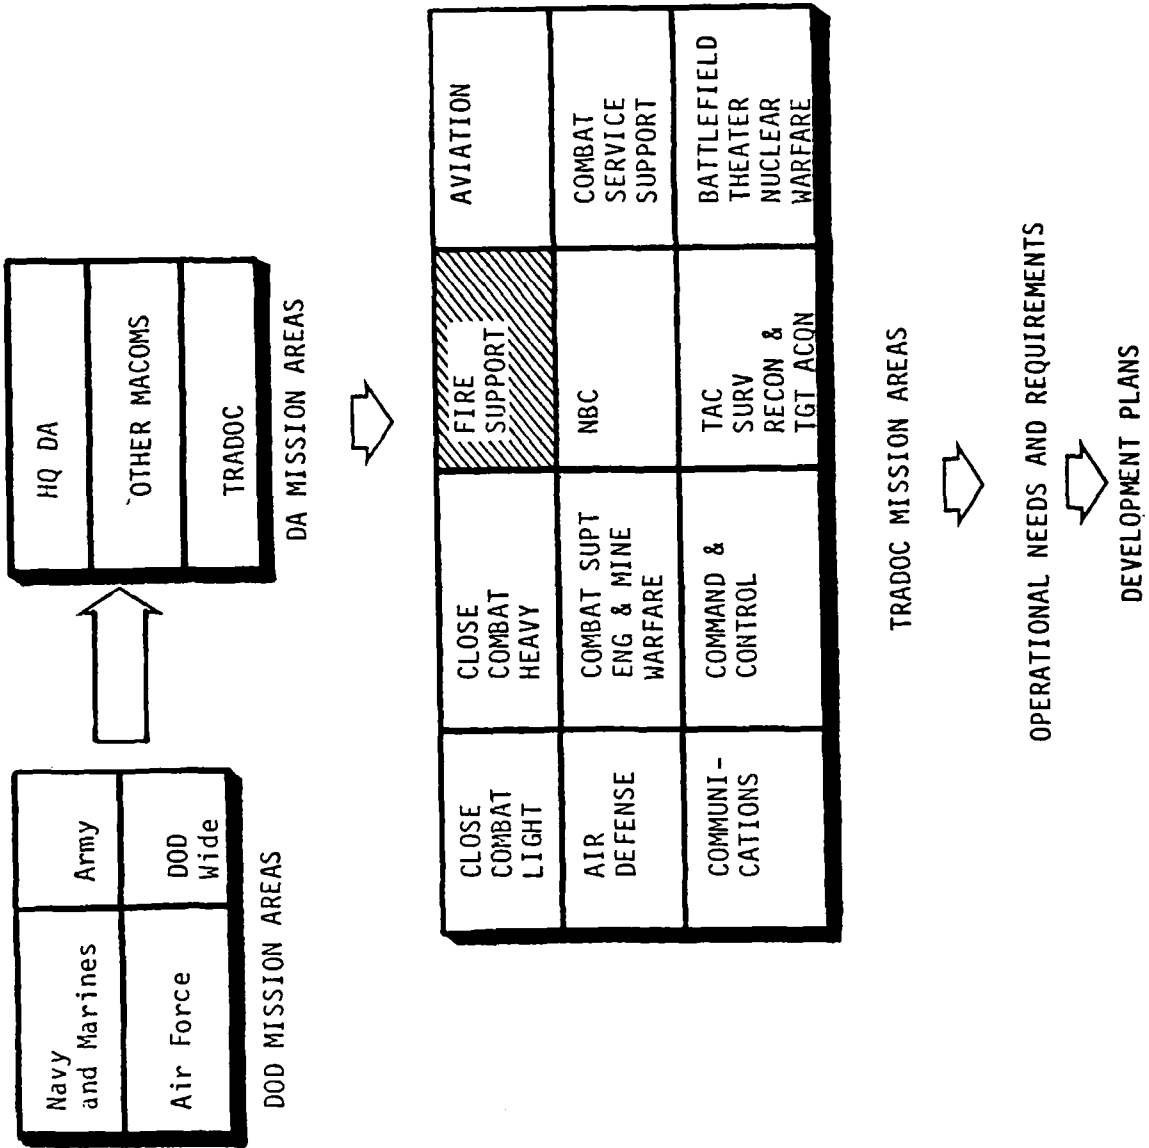 Navy
and Marines
Army
Air Force
DOD
Wide
DOD MISSION AREAS
HQ DA
`OTHER MACOMS
TRADOC
DA MISSION AREAS
CLOSE
COMBAT
LIGHT
CLOSE
COMBAT
HEAVY
FIRE
SUPPORT
AVIATION
AIR
DEFENSE
COMBAT SUPT
ENG & MINE
WARFARE
NBC
COMBAT
SERVICE
SUPPORT
COMMUNI-
CATIONS
COMMAND &
CONTROL
TAC
SURV
RECON &
TGT ACQN
BATTLEFIELD
THEATER
NUCLEAR
WARFARE
TRADOC MISSION AREAS
OPERATIONAL NEEDS AND REQUIREMENTS
DEVELOPMENT PLANS